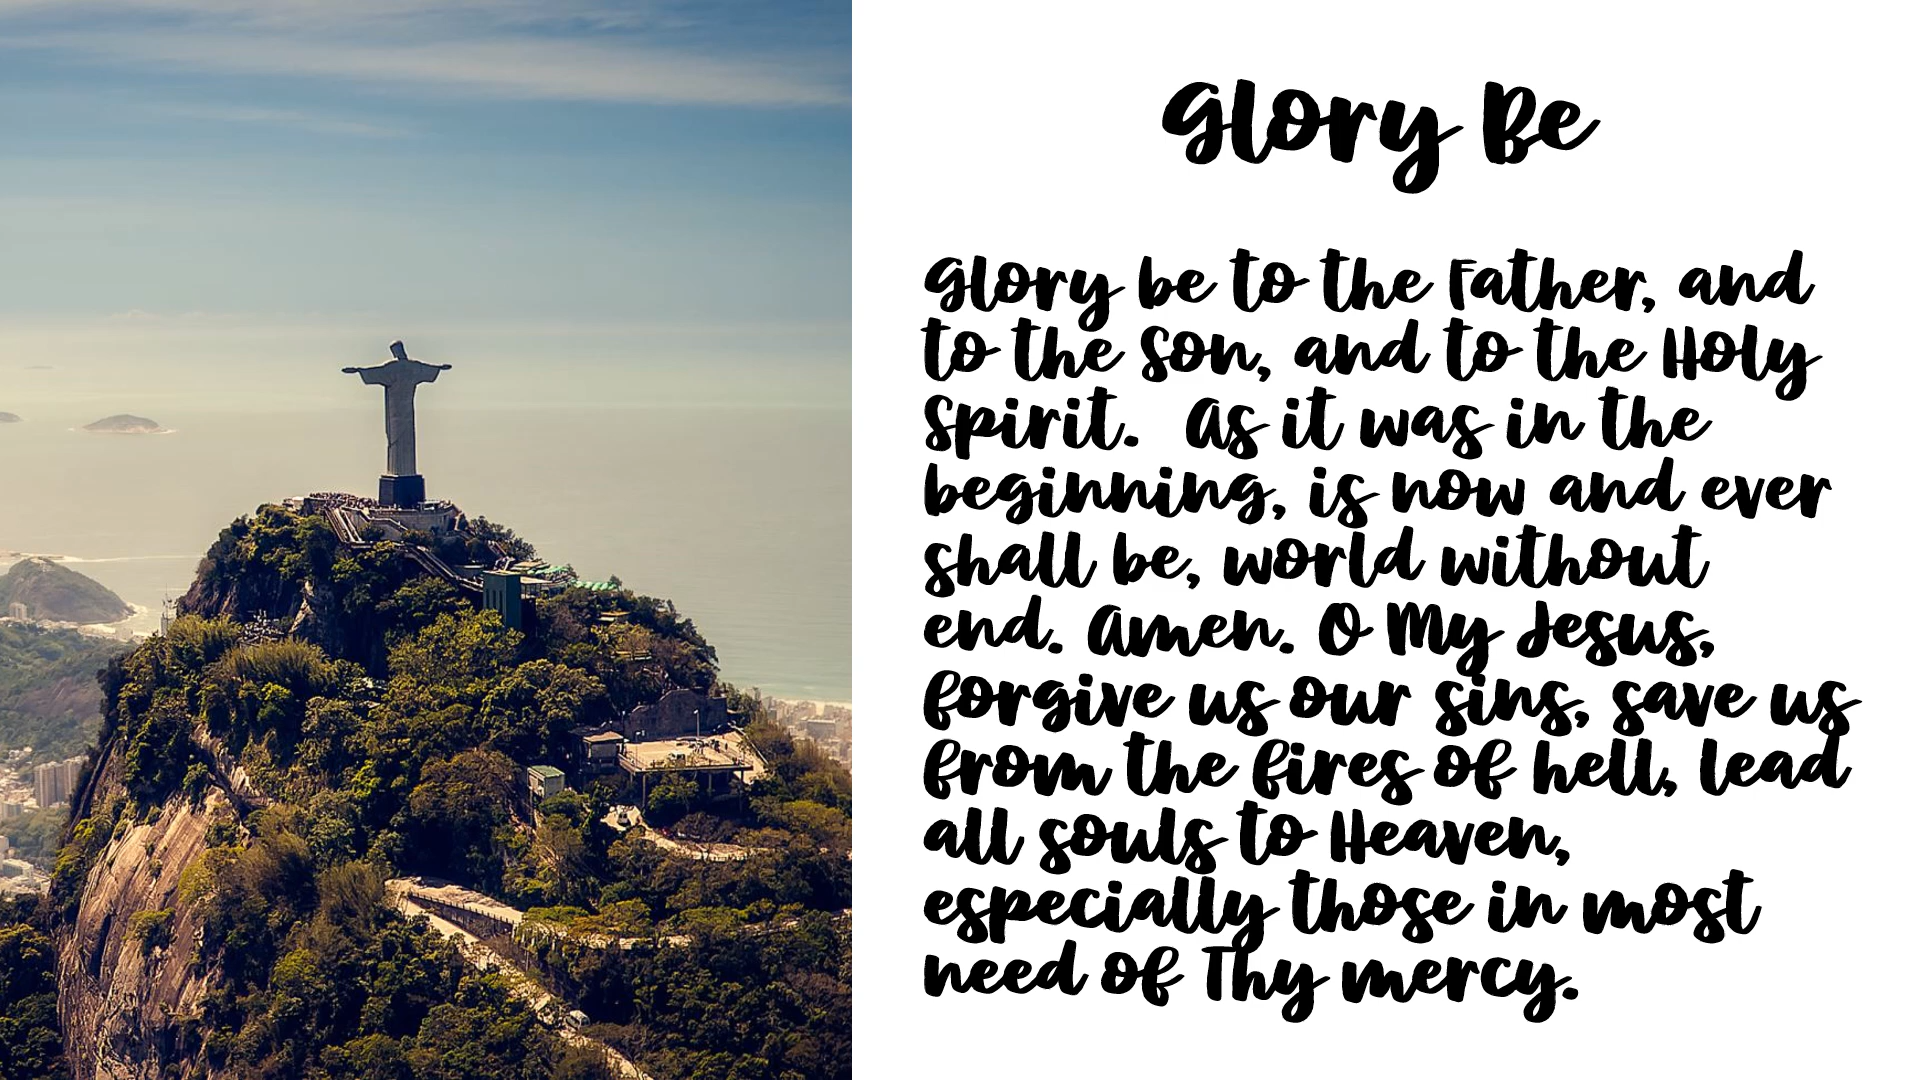 Glory Be
Glory be to the Father, and
to the Son, and to the Holy
Spirit.  As it was in the
beginning, is now and ever
shall be, world without
end. Amen. O My Jesus,
forgive us our sins, save us
from the fires of hell, lead
all souls to Heaven,
especially those in most
need of Thy mercy.